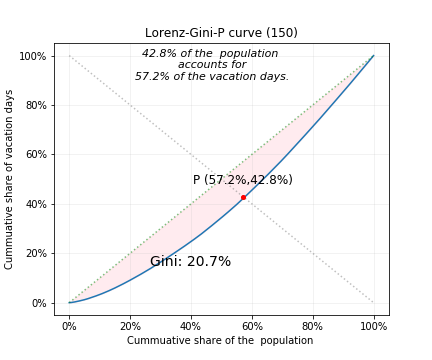 Lorenz-Gini-P curve (150)
42.8% of the population
accounts for
57.2% of the vacation days.
100%
80%
60%
40%
20%
0%
P (57.2%,42.8%)
Gini: 20.7%
0%
20%
40%
60%
80%
100%
Cummuative share of the population
Cummuative share of vacation days